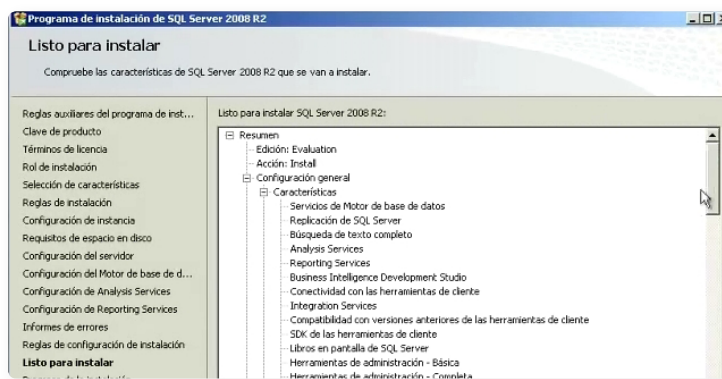 Programa de instalación de SQL Server 2008 R2
Listo para instalar
Compruebe las características de SQL Server 2008 R2 que se van a instalar.
Reglas auxiliares del programa de inst...
Clave de producto
Términos de licencia
Rol de instalación
Selección de características
Reglas de instalación
Configuración de instancia
Requisitos de espacio en disco
Configuración del servidor
Configuración del Motor de base de d...
Configuración de Analysis Services
Configuración de Reporting Services
Informes de errores
Reglas de configuración de instalación
Listo para instalar
Progreso de la instalación
Listo para instalar SQL Server 2008 R2:
Resumen
Edición: Evaluation
Acción: Install
Configuración general
Características
Servicios de Motor de base de datos
Replicación de SQL Server
Búsqueda de texto completo
Analysis Services
Reporting Services
Business Intelligence Development Studio
Conectividad con las herramientas de cliente
Integration Services
Compatibilidad con versiones anteriores de las herramientas de cliente
SDK de las herramientas de cliente
Libros en pantalla de SQL Server
Herramientas de administración - Básica
Herramientas de administración - Completa